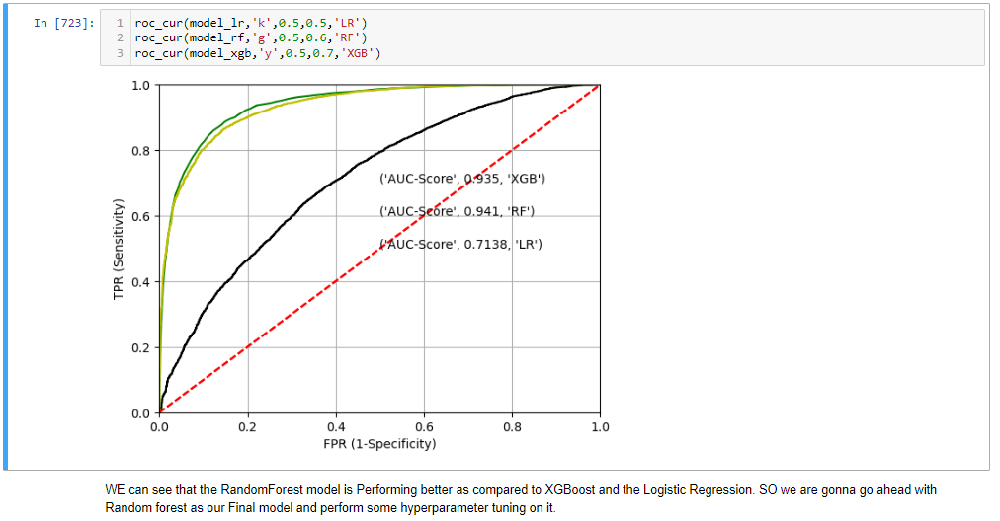 In [723]:
1 roc_cur(model_lr,'k',0.5,0.5,'LR')
2 roc_cur(model_rf,'g',0.5,0.6,'RF')
3 roc_cur(model_xgb,'y',0.5,0.7,'XGB')
1.0
0.8
('AUC-Score', 0.935, 'XGB')
('AUC-Score', 0.941, 'RF')
0.6
('AUC-Score', 0.7138, 'LR')
TPR (Sensitivity)
0.4
0.2
0.0
0.0 0.2 0.4 0.6 0.8 1.0
FPR (1-Specificity)
WE can see that the RandomForest model is Performing better as compared to XGBoost and the Logistic Regression. SO we are gonna go ahead with
Random forest as our Final model and perform some hyperparameter tuning on it.